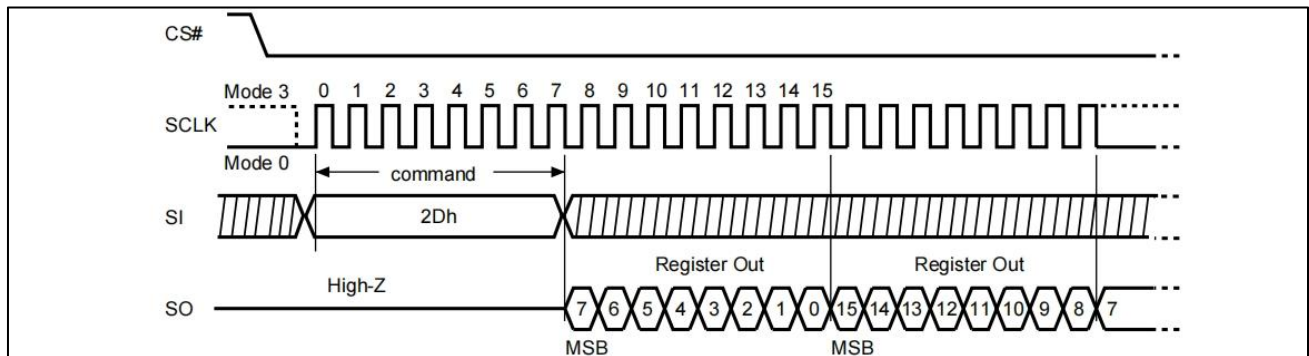 CS#
Mode 3 0 1 2 3 4 5 6 7 8 9 10 11 12 13 14 15
SCLK
Mode 0
command
SI 2Dh
Register Out Register Out
High-Z
SO 7 6 5 4 3 2 1 0 15 14 13 12 11 10 9 8 7
MSB MSB